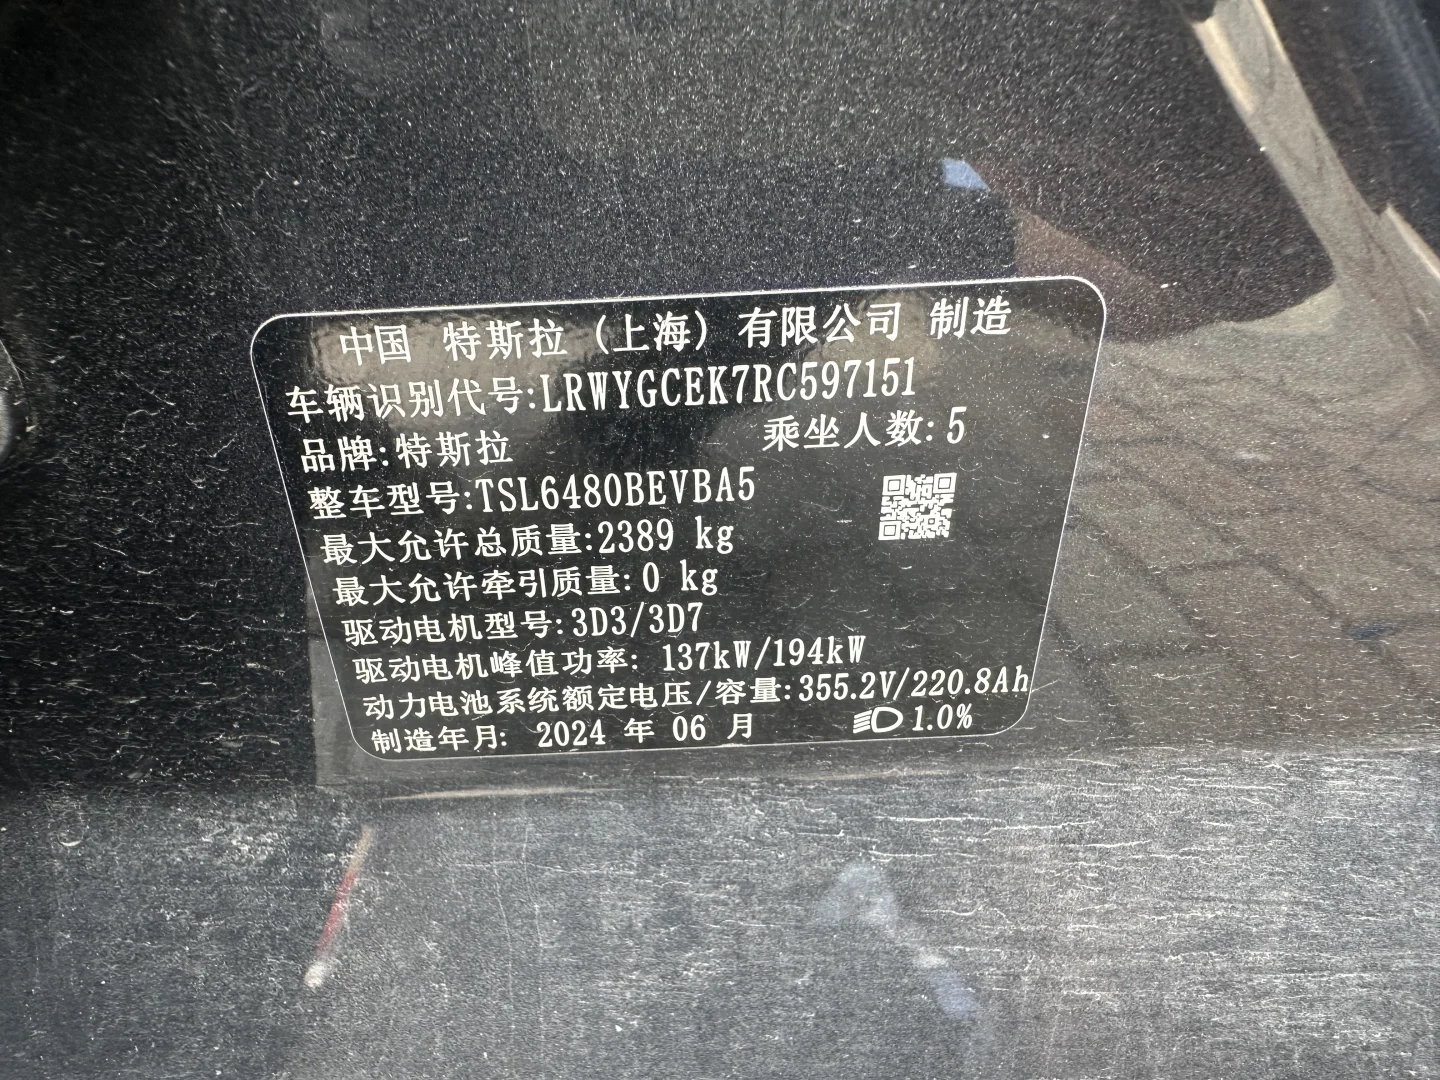 中国 特斯拉（上海）有限公司 制造
车辆识别代号:LRWYGCEK7RC597151
品牌:特斯拉 乘坐人数:5
整车型号:TSL6480BEVBA5
最大允许总质量:2389 kg
最大允许牵引质量: 0 kg
驱动电机型号:3D3/3D7
驱动电机峰值功率: 137kW/194kW
动力电池系统额定电压/容量:355.2V/220.8Ah
制造年月: 2024 年 06 月 1.0%